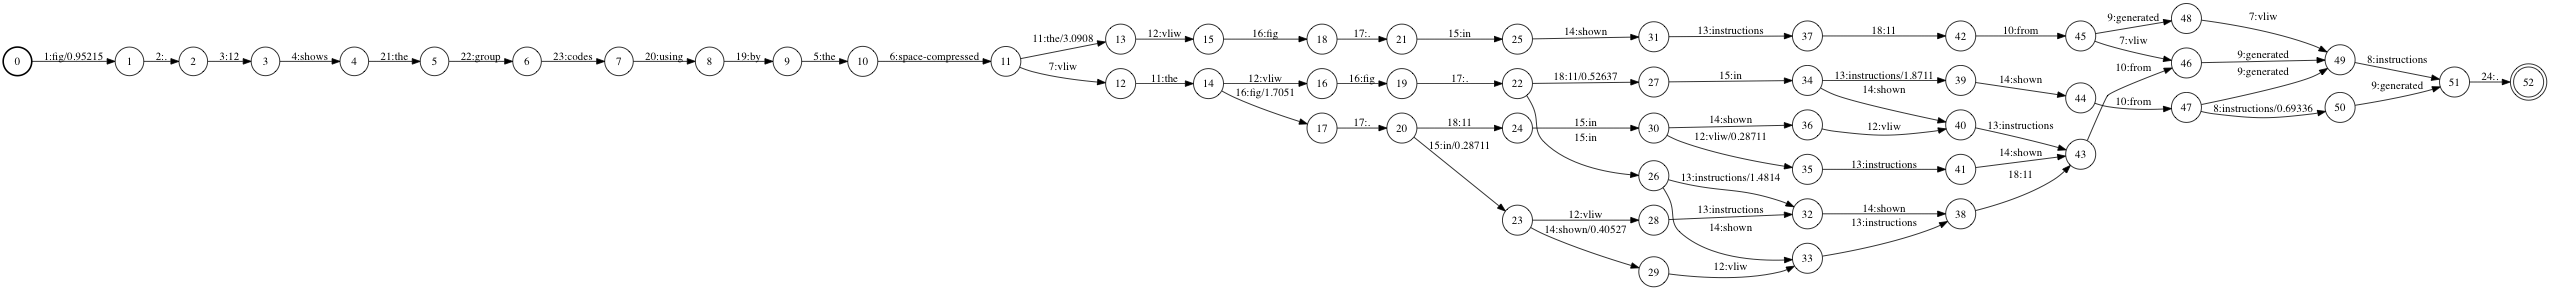 0 1:fig/0.95215 1 2:. 2 3:12 3 4:shows 4 21:the 5 22:group 6 23:codes 7 20:using 8 19:by 9 5:the 10 6:space-compressed 11
11:the/3.0908 13 12:vliw 15 16:fig 18 17:. 21 15:in 25 14:shown 31 13:instructions 37 18:11 42 10:from 45 9:generated 48 7:vliw
7:vliw 12 11:the 14 12:vliw 16 16:fig 19 17:. 22 18:11/0.52637 27 15:in 34 13:instructions/1.8711 39 14:shown 44 10:from 47 8:instructions/0.69336 50 9:generated
7:vliw 10:from 46 9:generated 49 8:instructions 51 24:. 52
9:generated
16:fig/1.7051 17 17:. 20 18:11 24 15:in 30 14:shown 36 12:vliw 40 13:instructions 43
14:shown
15:in 12:vliw/0.28711 35 13:instructions 41 14:shown
15:in/0.28711 26 13:instructions/1.4814 18:11
23 12:vliw 28 13:instructions 32 14:shown 38
14:shown/0.40527 14:shown 13:instructions
29 12:vliw 33